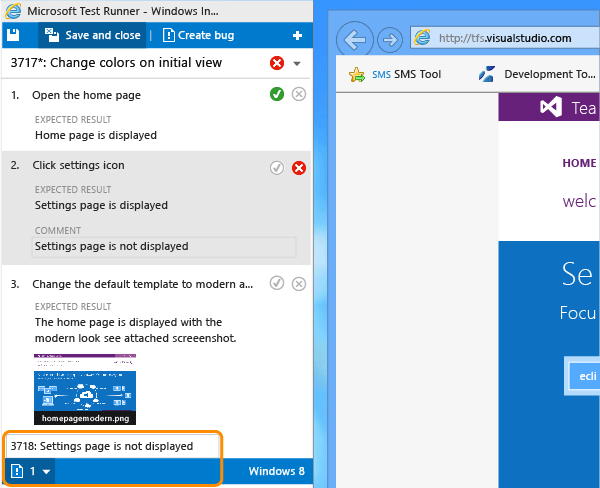 Microsoft Test Runner - Windows In...
Save and close
Create bug
3717*: Change colors on initial view
1. Open the home page
EXPECTED RESULT
Home page is displayed
2. Click settings icon
EXPECTED RESULT
Settings page is displayed
COMMENT
Settings page is not displayed
3. Change the default template to modern a...
EXPECTED RESULT
The home page is displayed with the
modern look see attached screeenshot.
homepagemodern.png
3718: Settings page is not displayed
1
Windows 8
http://tfs.visualstudio.com
SMS SMS Tool
Development To...
Tea
HOME
welc
Se
Focu
ecli